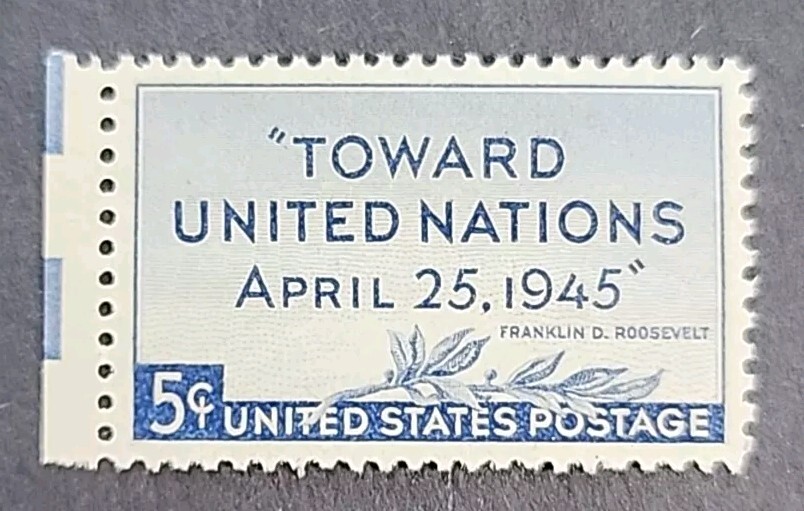 "TOWARD
UNITED NATIONS
APRIL 25, 1945"
FRANKLIN D. ROOSEVELT
5¢ UNITED STATES POSTAGE